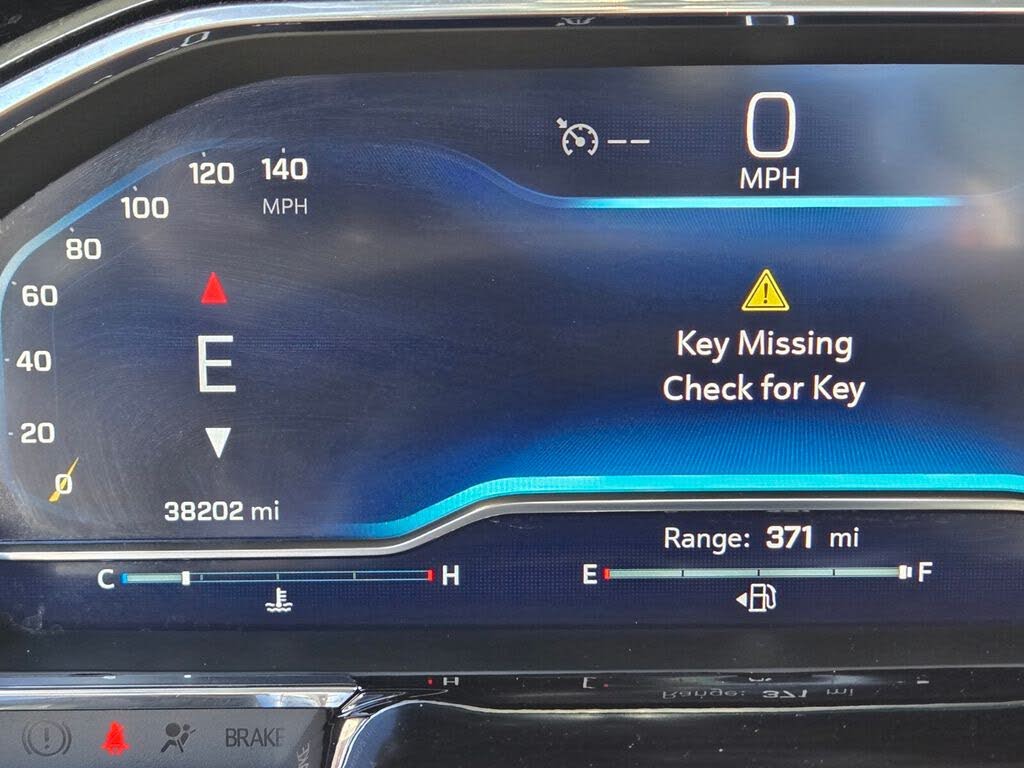 0
MPH
120 140
100
MPH
80
60
40
20
0
E
38202 mi
Key Missing
Check for Key
Range: 371 mi
C H
E F
BRAKE